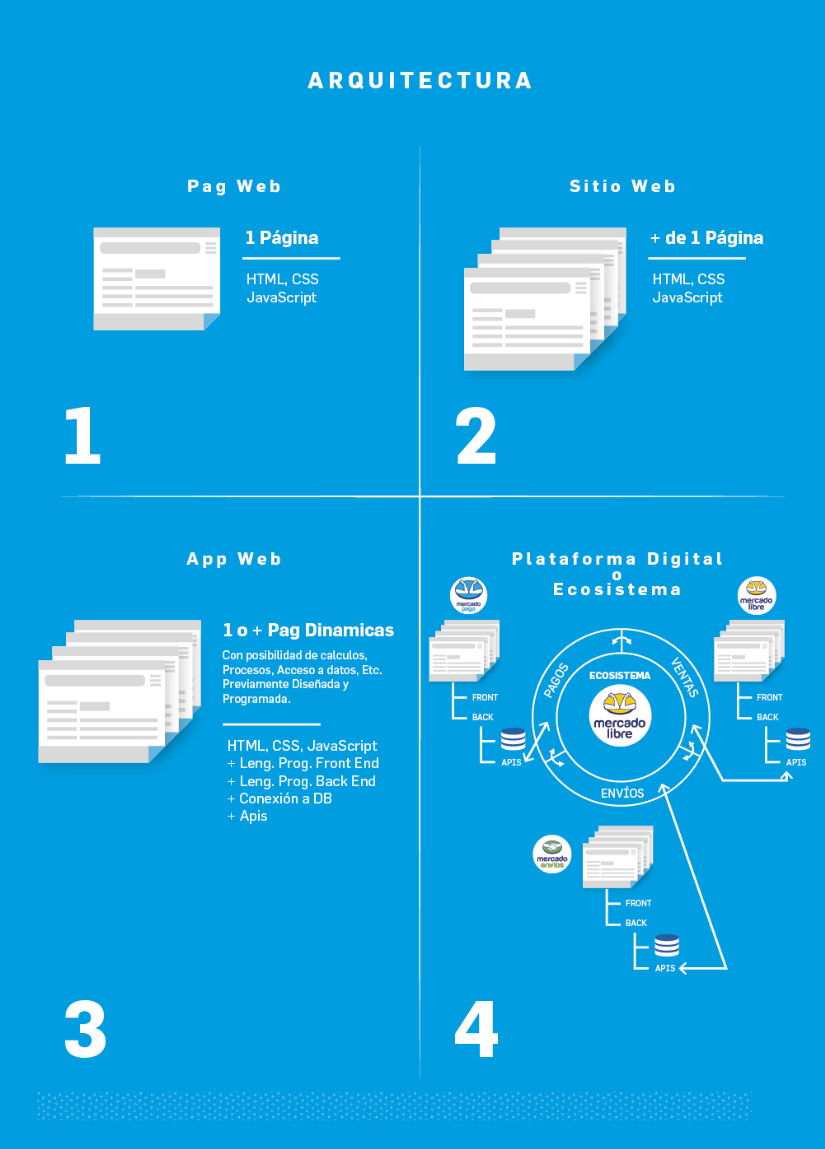 ARQUITECTURA
Pag Web
1 Página
HTML, CSS
JavaScript
1
Sitio Web
+ de 1 Página
HTML, CSS
JavaScript
2
App Web
1 o + Pag Dinamicas
Con posibilidad de calculos,
Procesos, Acceso a datos, Etc.
Previamente Diseñada y
Programada.
HTML, CSS, JavaScript
+ Leng. Prog. Front End
+ Leng. Prog. Back End
+ Conexión a DB
+ Apis
3
Plataforma Digital
o
Ecosistema
mercado
pago
FRONT
BACK
APIS
PAGOS
VENTAS
ENVÍOS
ECOSISTEMA
mercado
libre
mercado
libre
FRONT
BACK
APIS
mercado
envios
FRONT
BACK
APIS
4